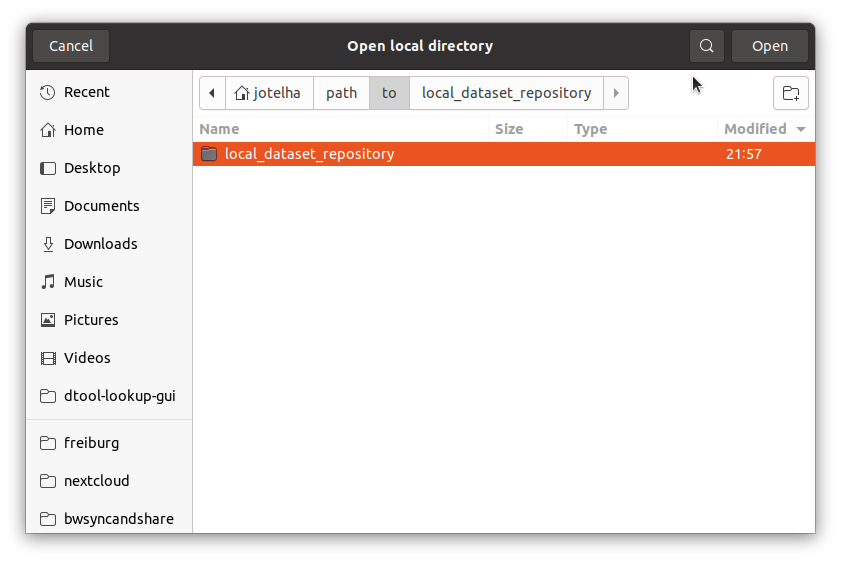 Cancel Open local directory Open
Recent
Home
Desktop
Documents
Downloads
Music
Pictures
Videos
dtool-lookup-gui
freiburg
nextcloud
bwsyncandshare
jotelha path to local_dataset_repository
Name Size Type Modified
local_dataset_repository 21:57